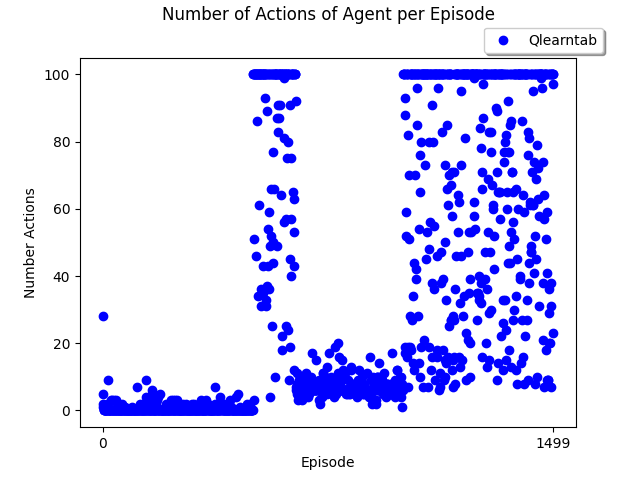 Number of Actions of Agent per Episode
Qlearntab
100
80
60
40
20
0
Number Actions
0
1499
Episode